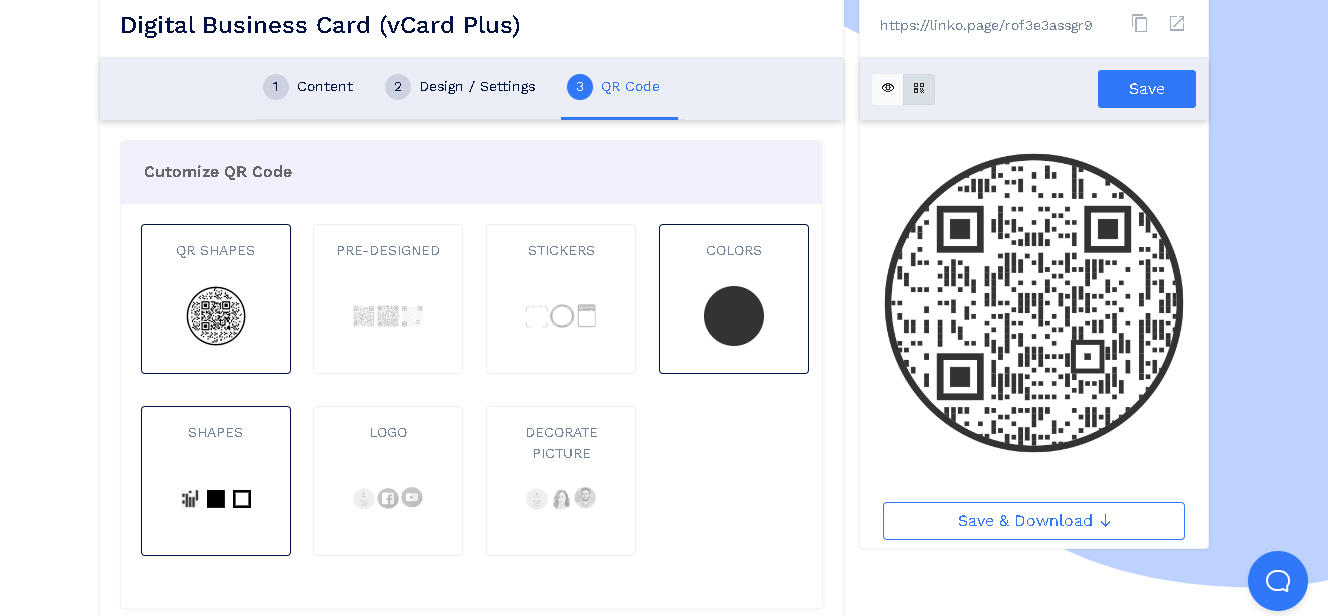 Digital Business Card (vCard Plus)
https://linko.page/rof3e3assgr9
1 Content 2 Design / Settings 3 QR Code
Save
Cutomize QR Code
QR SHAPES PRE-DESIGNED STICKERS COLORS
SHAPES LOGO DECORATE
PICTURE
Save & Download ↓